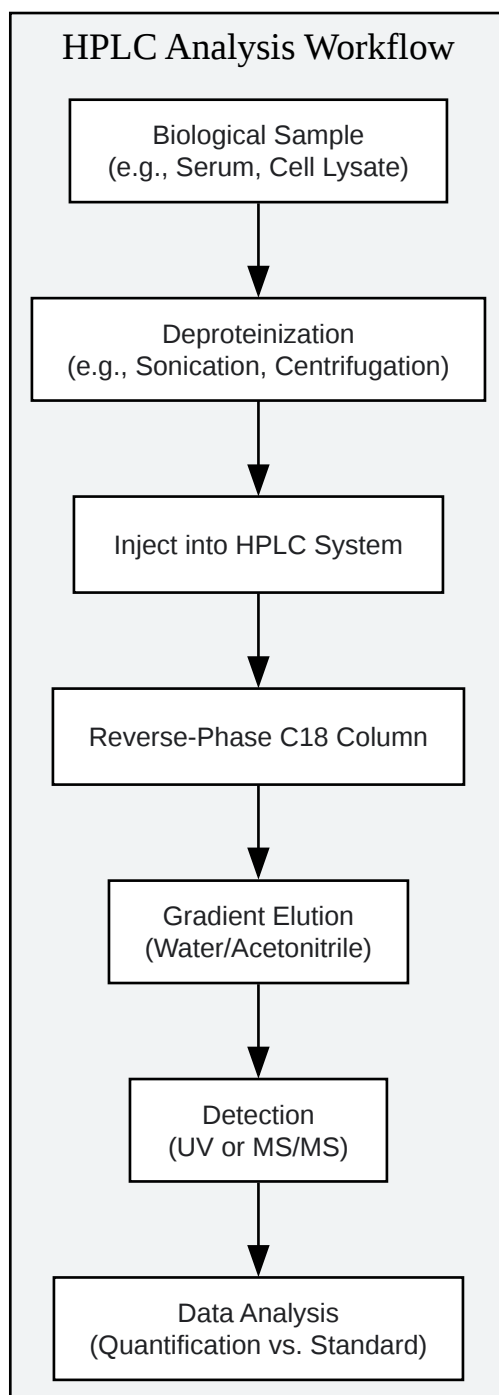 HPLC Analysis Workflow
Biological Sample
(e.g., Serum, Cell Lysate)
Deproteinization
(e.g., Sonication, Centrifugation)
Inject into HPLC System
Reverse-Phase C18 Column
Gradient Elution
(Water/Acetonitrile)
Detection
(UV or MS/MS)
Data Analysis
(Quantification vs. Standard)